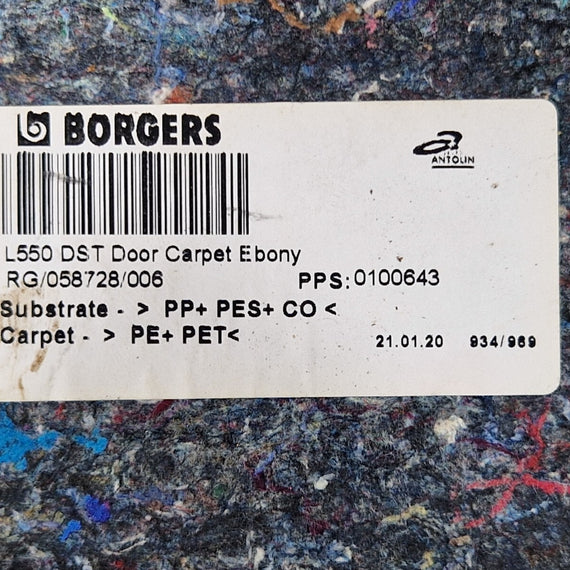 BORGERS
ANTOLIN
L550 DST Door Carpet Ebony
RG/058728/006 PPS: 0100643
Substrate - > PP+ PES+ CO <
Carpet - > PE+ PET<
21.01.20 934/969